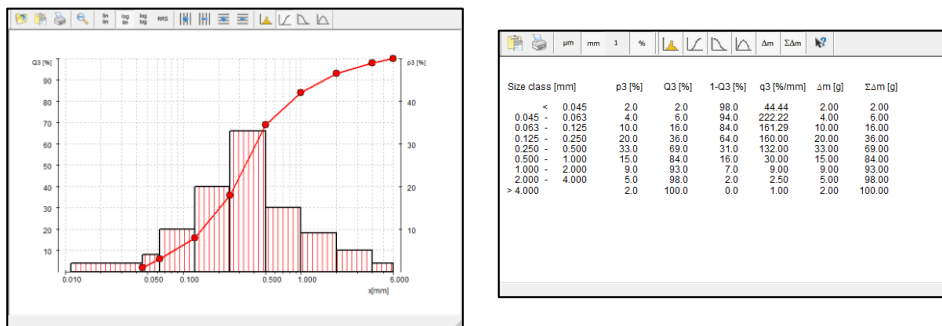 lin lin
log lin
log log
RRS
Q3 [%]
p3 [%]
90
80
70
60
50
40
30
20
10
40
30
20
10
0.010
0.050
0.100
0.500
1.000
6.000
x[mm]
µm mm 1 % Δm ΣΔm
Size class [mm] p3 [%] Q3 [%] 1-Q3 [%] q3 [%/mm] Δm [g] ΣΔm [g]
< 0.045 2.0 2.0 98.0 44.44 2.00 2.00
0.045 - 0.063 4.0 6.0 94.0 222.22 4.00 6.00
0.063 - 0.125 10.0 16.0 84.0 161.29 10.00 16.00
0.125 - 0.250 20.0 36.0 64.0 160.00 20.00 36.00
0.250 - 0.500 33.0 69.0 31.0 132.00 33.00 69.00
0.500 - 1.000 15.0 84.0 16.0 30.00 15.00 84.00
1.000 - 2.000 9.0 93.0 7.0 9.00 9.00 93.00
2.000 - 4.000 5.0 98.0 2.0 2.50 5.00 98.00
> 4.000 2.0 100.0 0.0 1.00 2.00 100.00